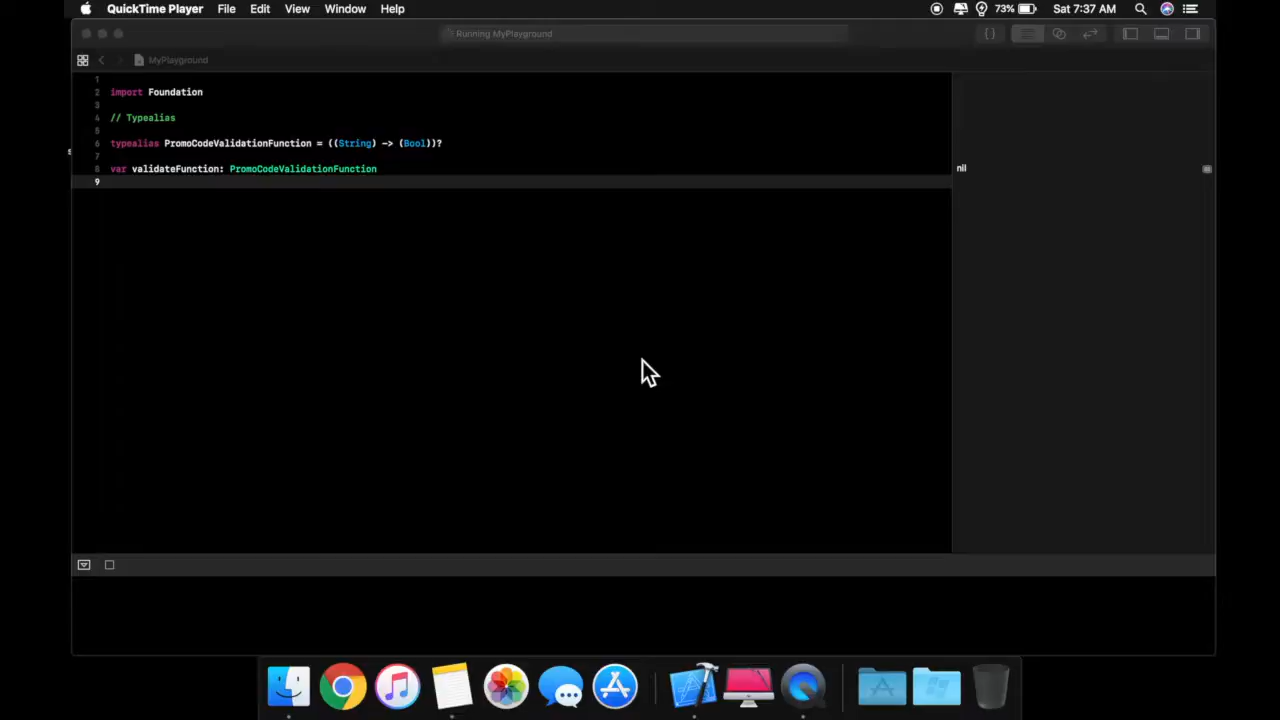 QuickTime Player File Edit View Window Help 73% Sat 7:37 AM
Running MyPlayground
{ }
MyPlayground
1
2 import Foundation
3
4 // Typealias
5
6 typealias PromoCodeValidationFunction = ((String) -> (Bool))?
7
8 var validateFunction: PromoCodeValidationFunction nil
9